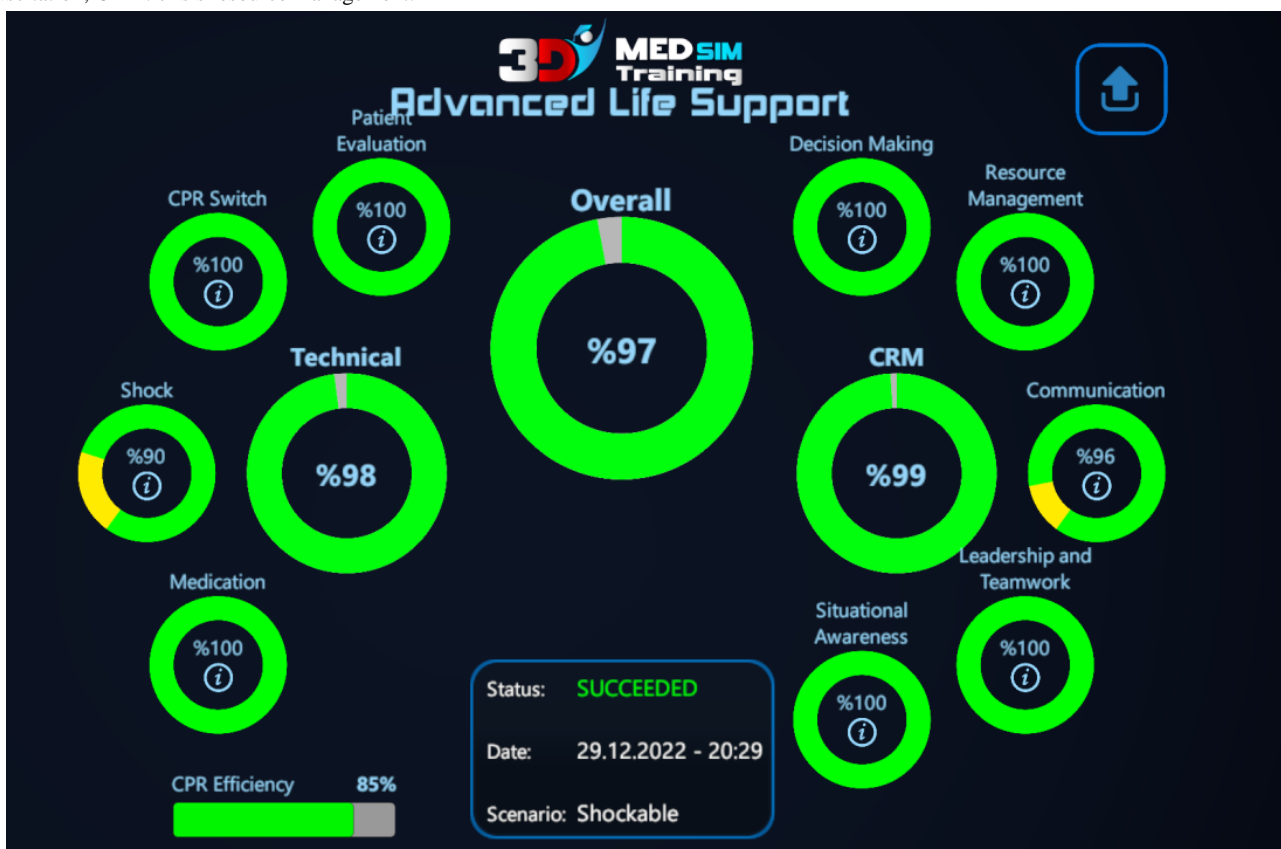 3D MED SIM
Training
Advanced Life Support
Patient
Evaluation
%100
CPR Switch
%100
Overall
%97
Decision Making
%100
Resource
Management
%100
Technical
%98
CRM
%99
Shock
%90
Communication
%96
Medication
%100
Leadership and
Teamwork
%100
Situational
Awareness
%100
CPR Efficiency 85%
Status: SUCCEEDED
Date: 29.12.2022 - 20:29
Scenario: Shockable